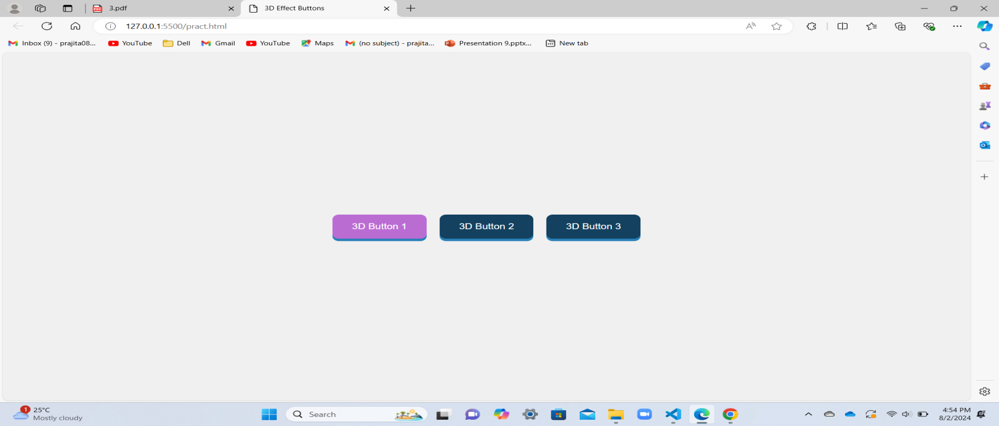 3.pdf
3D Effect Buttons
127.0.0.1:5500/pract.html
Inbox (9) - prajita08... YouTube Dell Gmail YouTube Maps (no subject) - prajita... Presentation 9.pptx... New tab
3D Button 1
3D Button 2
3D Button 3
1
25°C
Mostly cloudy
Search
4:54 PM
8/2/2024